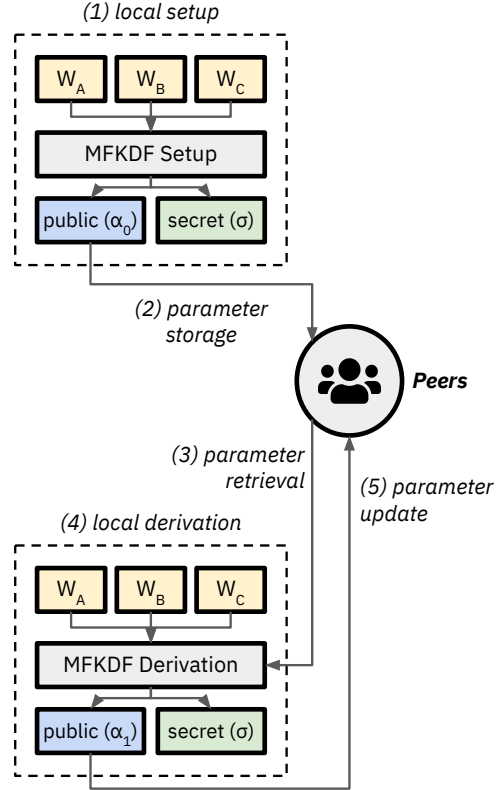 (1) local setup
W_A W_B W_C
MFKDF Setup
public (α_0) secret (σ)
(2) parameter
storage
Peers
(3) parameter
retrieval
(5) parameter
update
(4) local derivation
W_A W_B W_C
MFKDF Derivation
public (α_1) secret (σ)